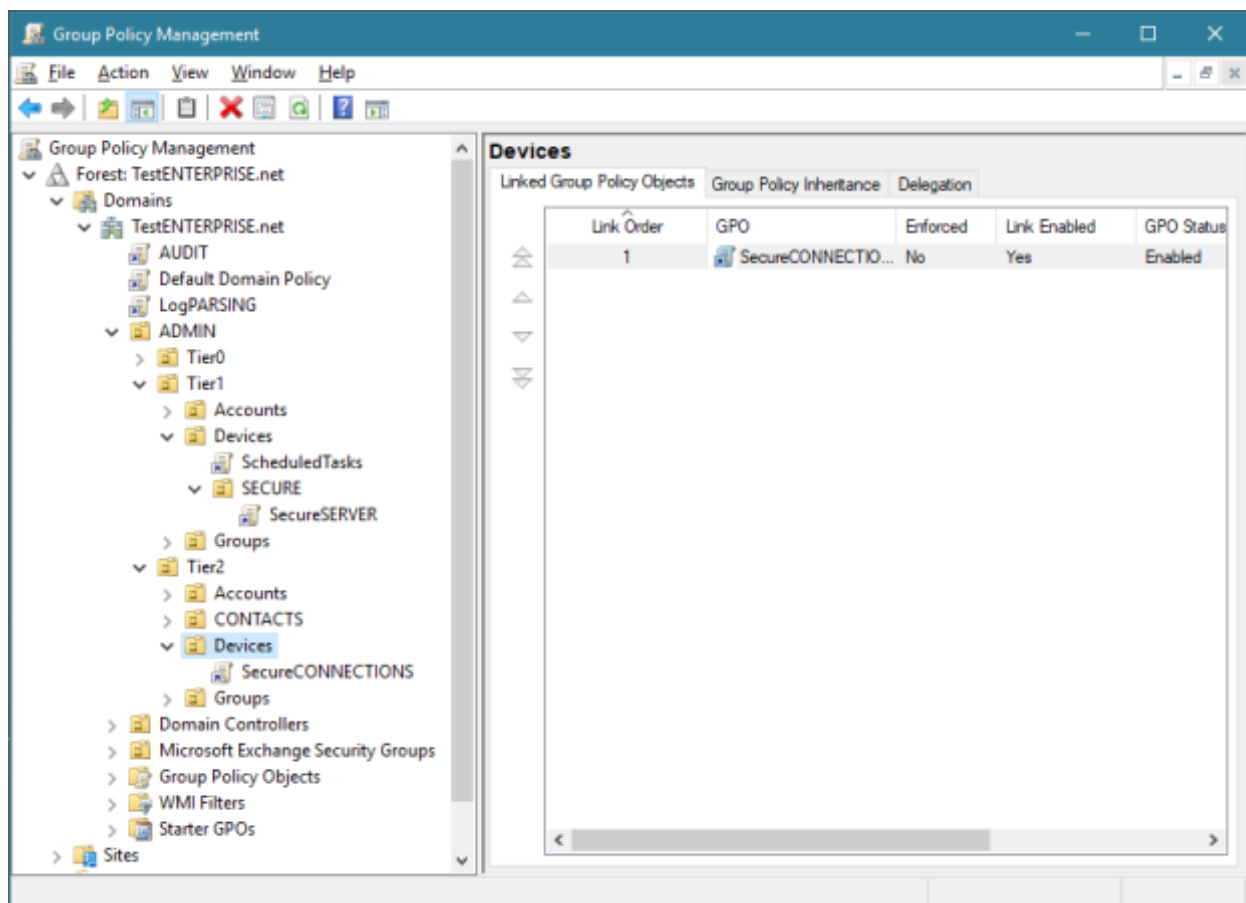 Group Policy Management
File Action View Window Help
Group Policy Management
Forest: TestENTERPRISE.net
Domains
TestENTERPRISE.net
AUDIT
Default Domain Policy
LogPARSING
ADMIN
Tier0
Tier1
Accounts
Devices
ScheduledTasks
SECURE
SecureSERVER
Groups
Tier2
Accounts
CONTACTS
Devices
SecureCONNECTIONS
Groups
Domain Controllers
Microsoft Exchange Security Groups
Group Policy Objects
WMI Filters
Starter GPOs
Sites
Devices
Linked Group Policy Objects Group Policy Inheritance Delegation
Link Order GPO Enforced Link Enabled GPO Status
1 SecureCONNECTIO... No Yes Enabled